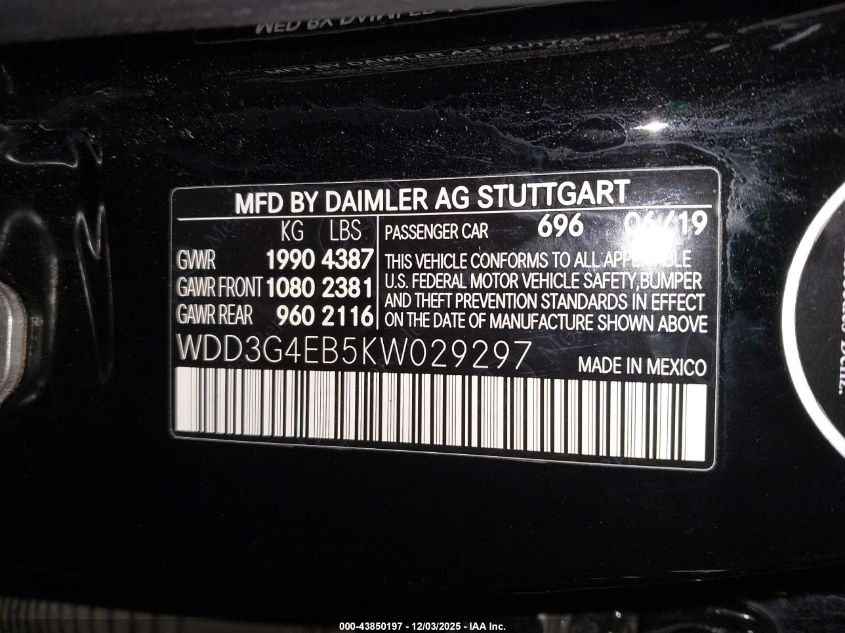 MFD BY DAIMLER AG STUTTGART
KG LBS
GVWR 1990 4387
GAWR FRONT 1080 2381
GAWR REAR 960 2116
PASSENGER CAR 696 06/19
THIS VEHICLE CONFORMS TO ALL APPLICABLE
U.S. FEDERAL MOTOR VEHICLE SAFETY, BUMPER
AND THEFT PREVENTION STANDARDS IN EFFECT
ON THE DATE OF MANUFACTURE SHOWN ABOVE
WDD3G4EB5KW029297
MADE IN MEXICO
000-43850197 - 12/03/2025 - IAA Inc.